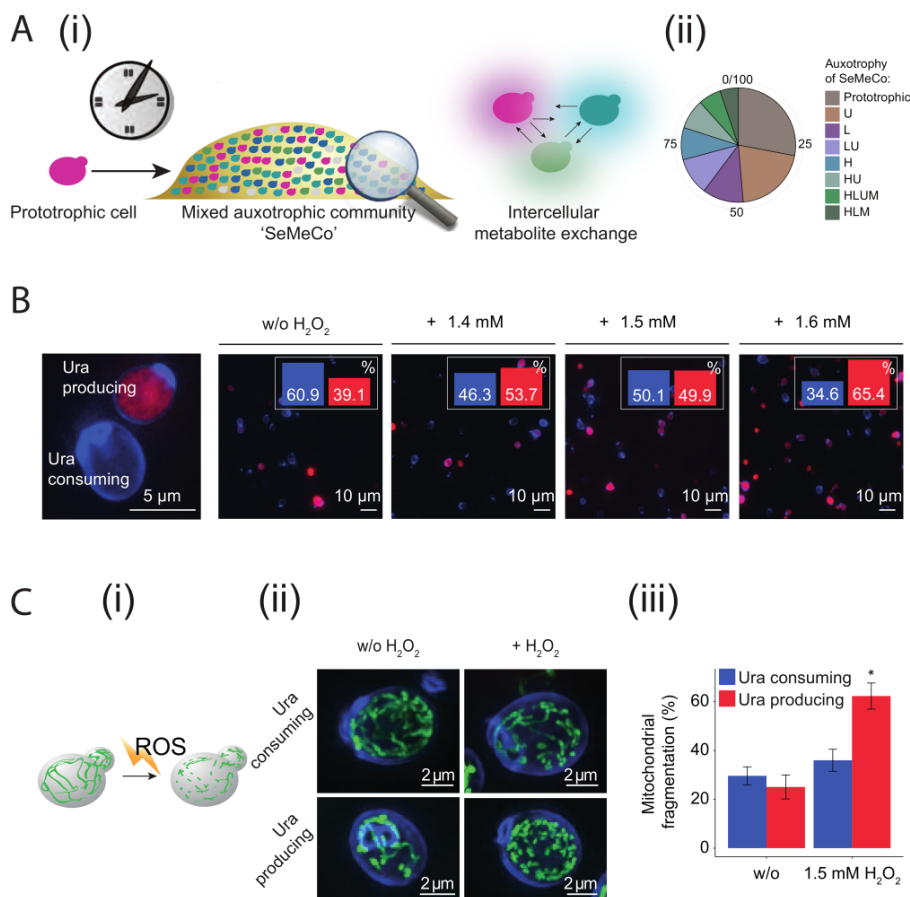 A (i)
(ii)
Prototrophic cell
Mixed auxotrophic community
‘SeMeCo’
Intercellular
metabolite exchange
0/100
25
50
75
Auxotrophy
of SeMeCo:
Prototrophic
U
L
LU
H
HU
HLUM
HLM
B
w/o H₂O₂
+ 1.4 mM
+ 1.5 mM
+ 1.6 mM
Ura
producing
Ura
consuming
5 µm
%
60.9 39.1
10 µm
%
46.3 53.7
10 µm
%
50.1 49.9
10 µm
%
34.6 65.4
10 µm
C (i)
ROS
(ii)
w/o H₂O₂
+ H₂O₂
Ura
consuming
2 µm
2 µm
Ura
producing
2 µm
2 µm
(iii)
Ura consuming
Ura producing
*
Mitochondrial
fragmentation (%)
60
40
20
0
w/o
1.5 mM H₂O₂